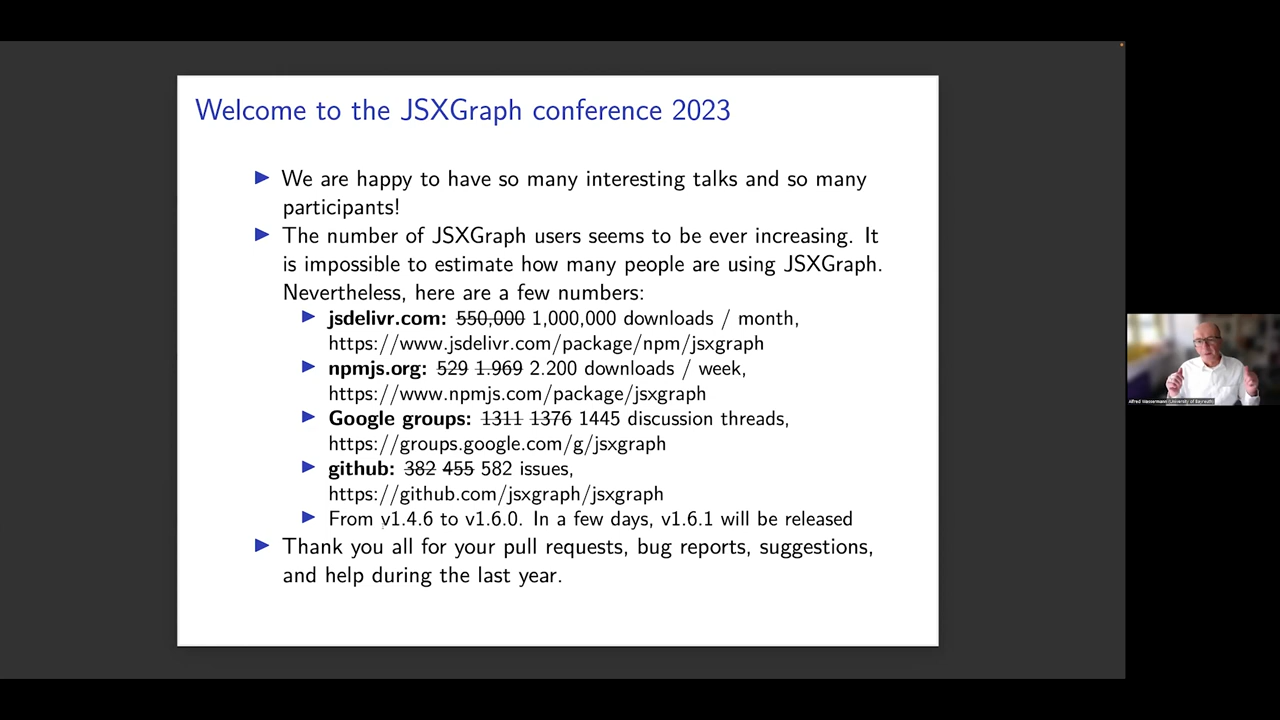 Welcome to the JSXGraph conference 2023
We are happy to have so many interesting talks and so many
participants!
The number of JSXGraph users seems to be ever increasing. It
is impossible to estimate how many people are using JSXGraph.
Nevertheless, here are a few numbers:
jsdelivr.com: 550,000 1,000,000 downloads / month,
https://www.jsdelivr.com/package/npm/jsxgraph
npmjs.org: 529 1.969 2.200 downloads / week,
https://www.npmjs.com/package/jsxgraph
Google groups: 1311 1376 1445 discussion threads,
https://groups.google.com/g/jsxgraph
github: 382 455 582 issues,
https://github.com/jsxgraph/jsxgraph
From v1.4.6 to v1.6.0. In a few days, v1.6.1 will be released
Thank you all for your pull requests, bug reports, suggestions,
and help during the last year.
Alfred Wassermann (University of Bayreuth)